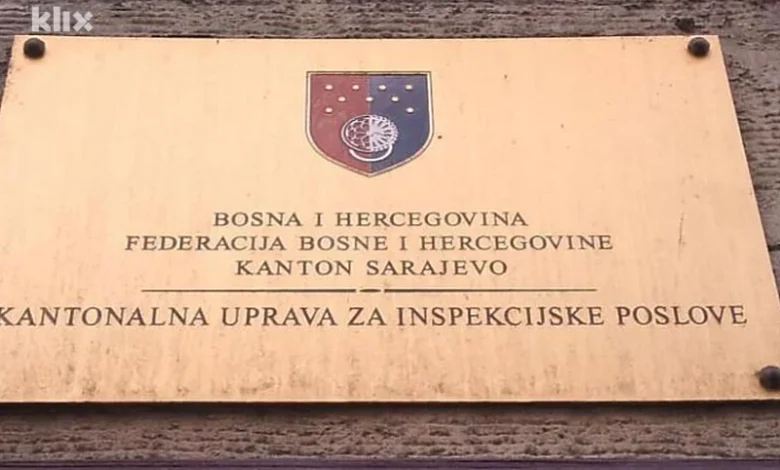 klix
BOSNA I HERCEGOVINA
FEDERACIJA BOSNE I HERCEGOVINE
KANTON SARAJEVO
KANTONALNA UPRAVA ZA INSPEKCIJSKE POSLOVE